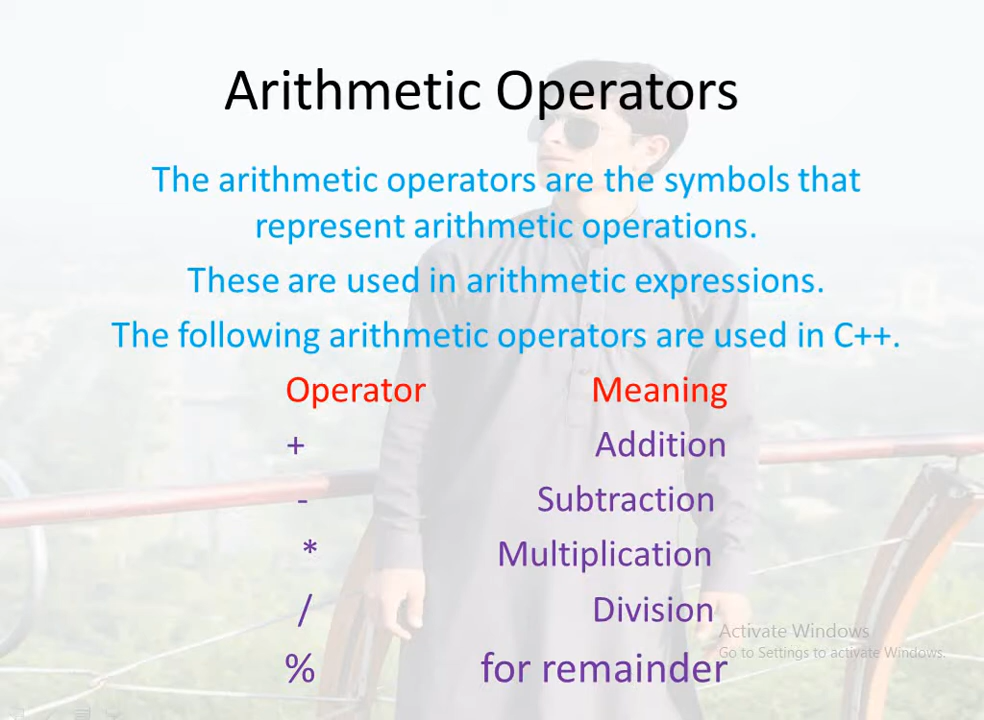 Arithmetic Operators
The arithmetic operators are the symbols that
represent arithmetic operations.
These are used in arithmetic expressions.
The following arithmetic operators are used in C++.
Operator Meaning
+ Addition
- Subtraction
* Multiplication
/ Division
% for remainder
Activate Windows
Go to Settings to activate Windows.